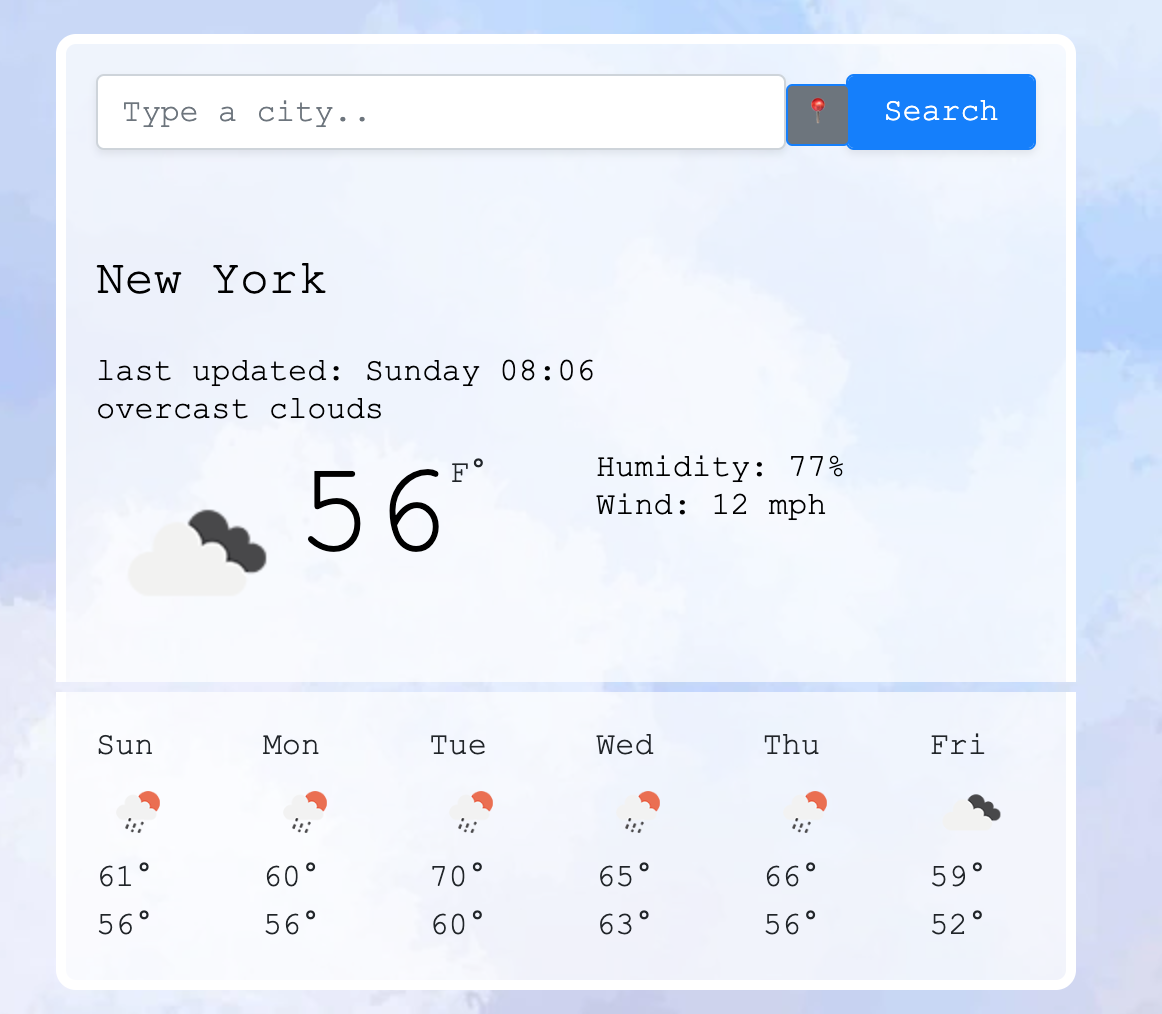 Type a city.. Search
New York
last updated: Sunday 08:06
overcast clouds
56 F°
Humidity: 77%
Wind: 12 mph
Sun Mon Tue Wed Thu Fri
61° 60° 70° 65° 66° 59°
56° 56° 60° 63° 56° 52°